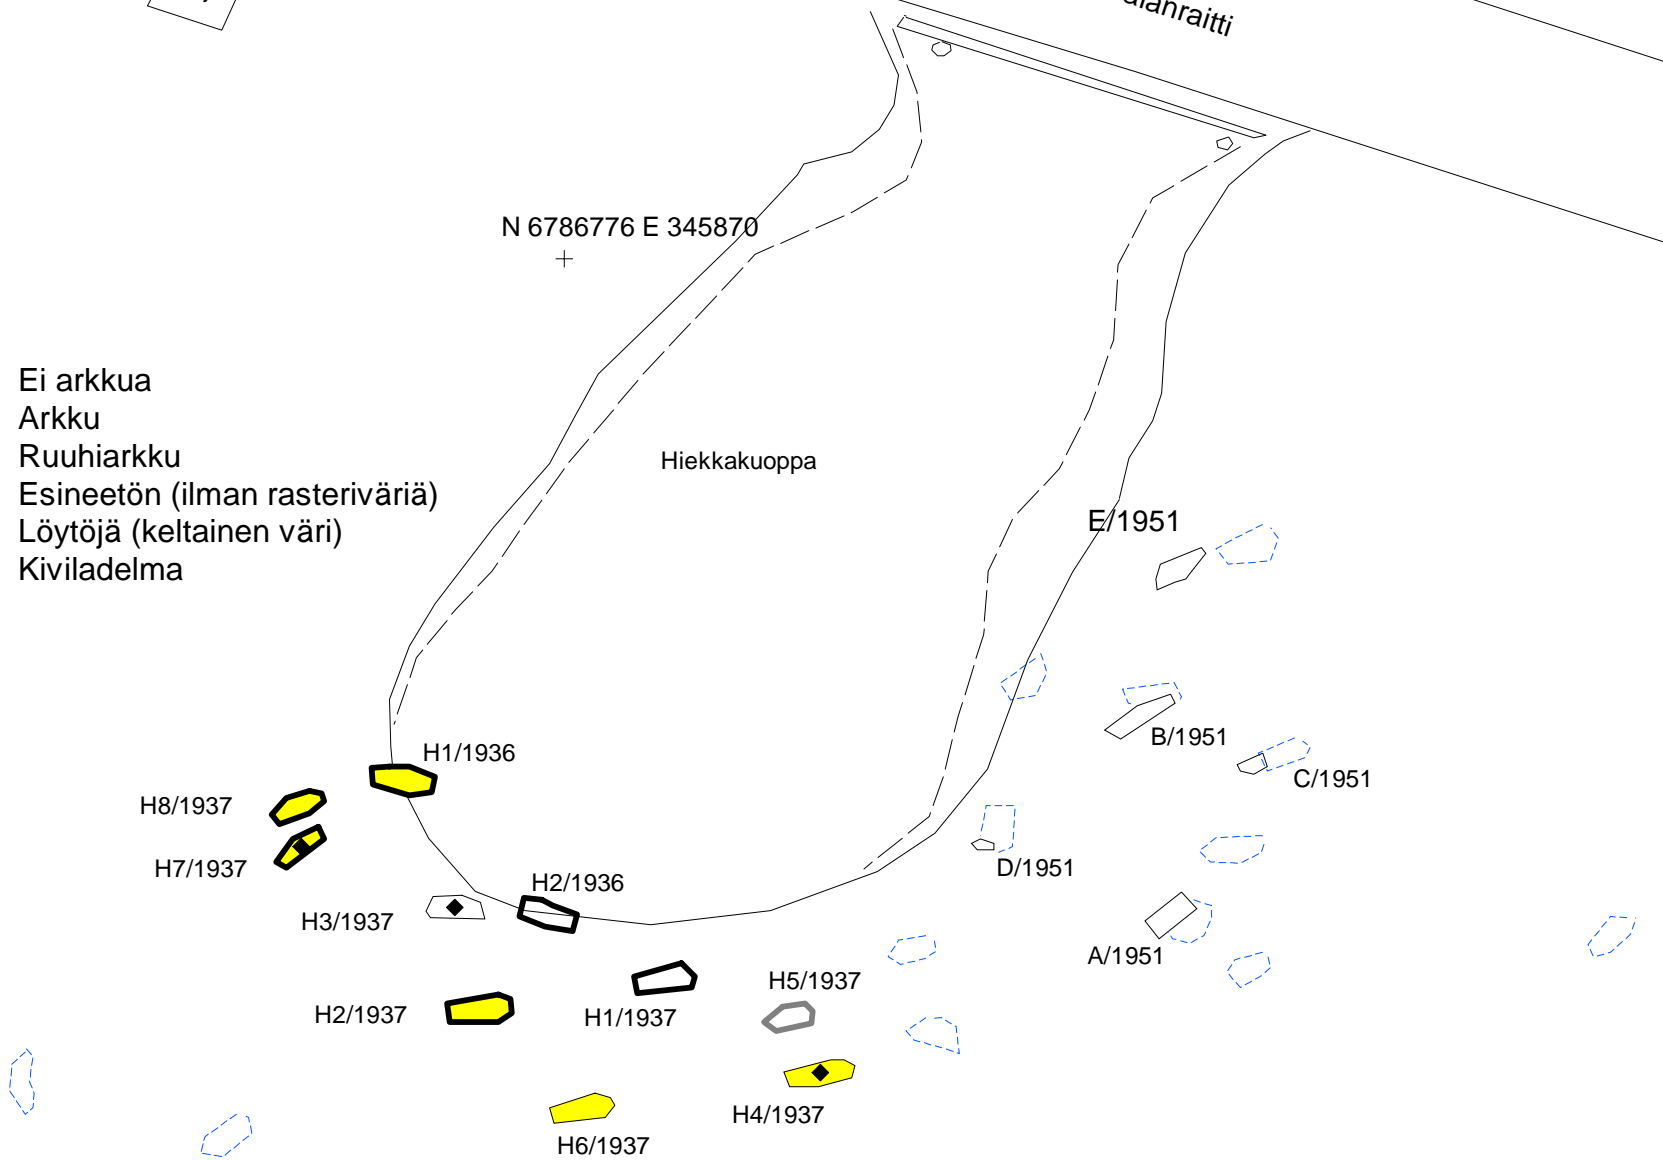 N 6786776 E 345870
Ei arkkua
Arkku
Ruuhiarkku
Esineetön (ilman rasteriväriä)
Löytöjä (keltainen väri)
Kiviladelma
Hiekkakuoppa
E/1951
B/1951
C/1951
D/1951
A/1951
H1/1936
H8/1937
H7/1937
H2/1936
H3/1937
H5/1937
H2/1937
H1/1937
H4/1937
H6/1937